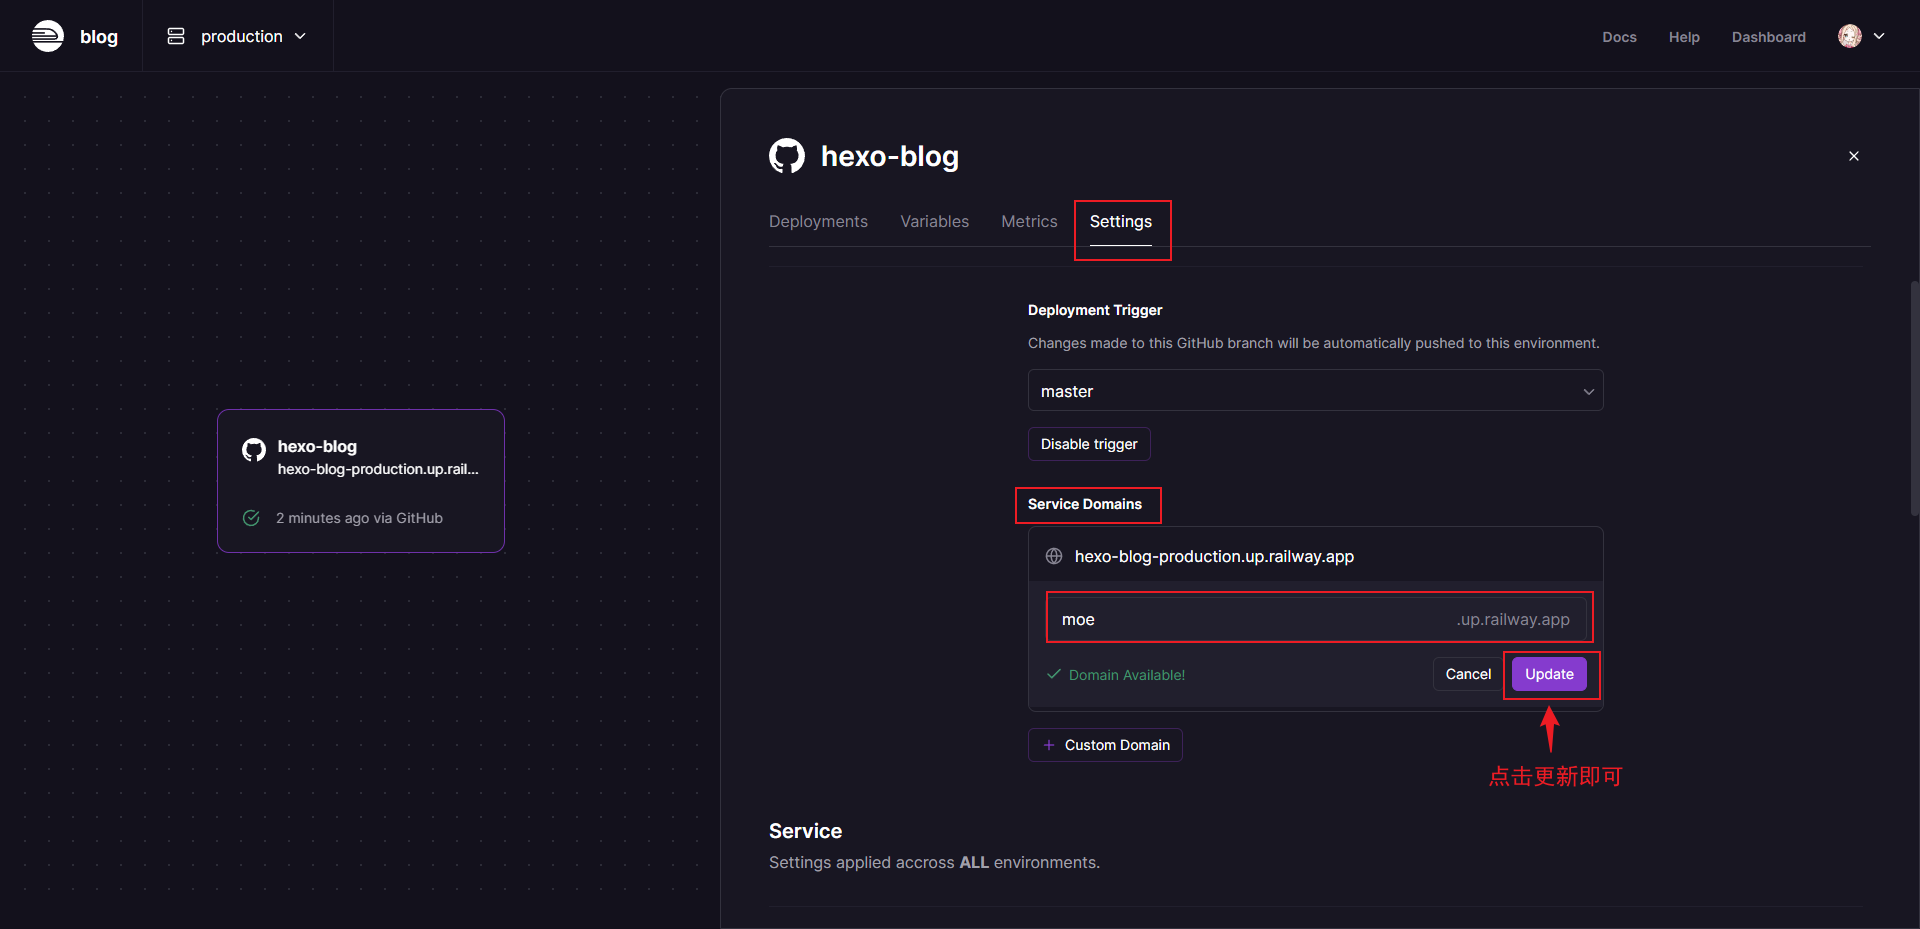 blog
production
Docs
Help
Dashboard
hexo-blog
Deployments
Variables
Metrics
Settings
Deployment Trigger
Changes made to this GitHub branch will be automatically pushed to this environment.
master
Disable trigger
hexo-blog
hexo-blog-production.up.rail...
2 minutes ago via GitHub
Service Domains
hexo-blog-production.up.railway.app
moe
.up.railway.app
Domain Available!
Cancel
Update
Custom Domain
点击更新即可
Service
Settings applied accross ALL environments.